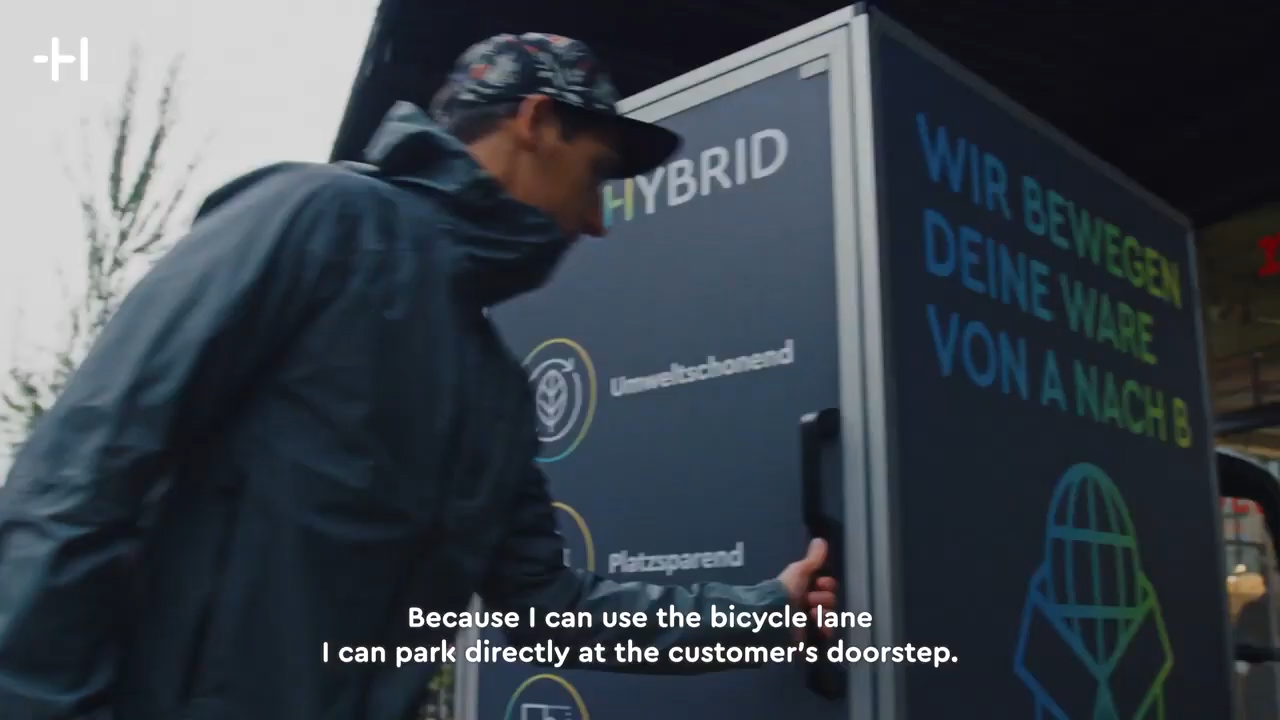 HYBRID
WIR BEWEGEN
DEINE WARE
VON A NACH B
Umweltschonend
Platzsparend
Because I can use the bicycle lane
I can park directly at the customer's doorstep.